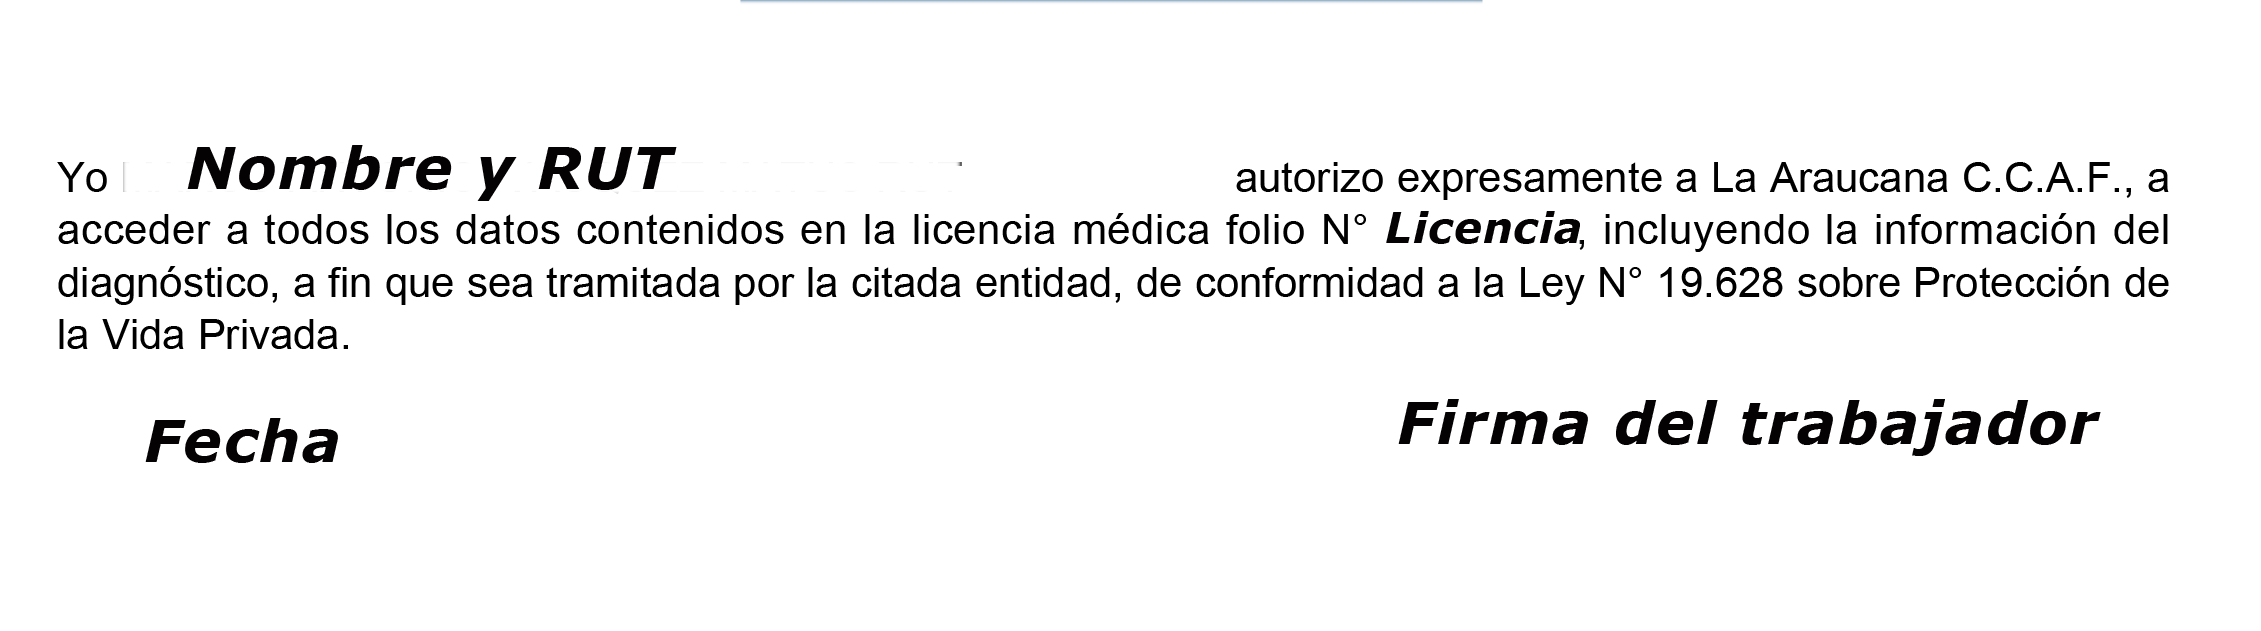 Yo Nombre y RUT autorizo expresamente a La Araucana C.C.A.F., a
acceder a todos los datos contenidos en la licencia médica folio N° Licencia, incluyendo la información del
diagnóstico, a fin que sea tramitada por la citada entidad, de conformidad a la Ley N° 19.628 sobre Protección de
la Vida Privada.
Fecha Firma del trabajador